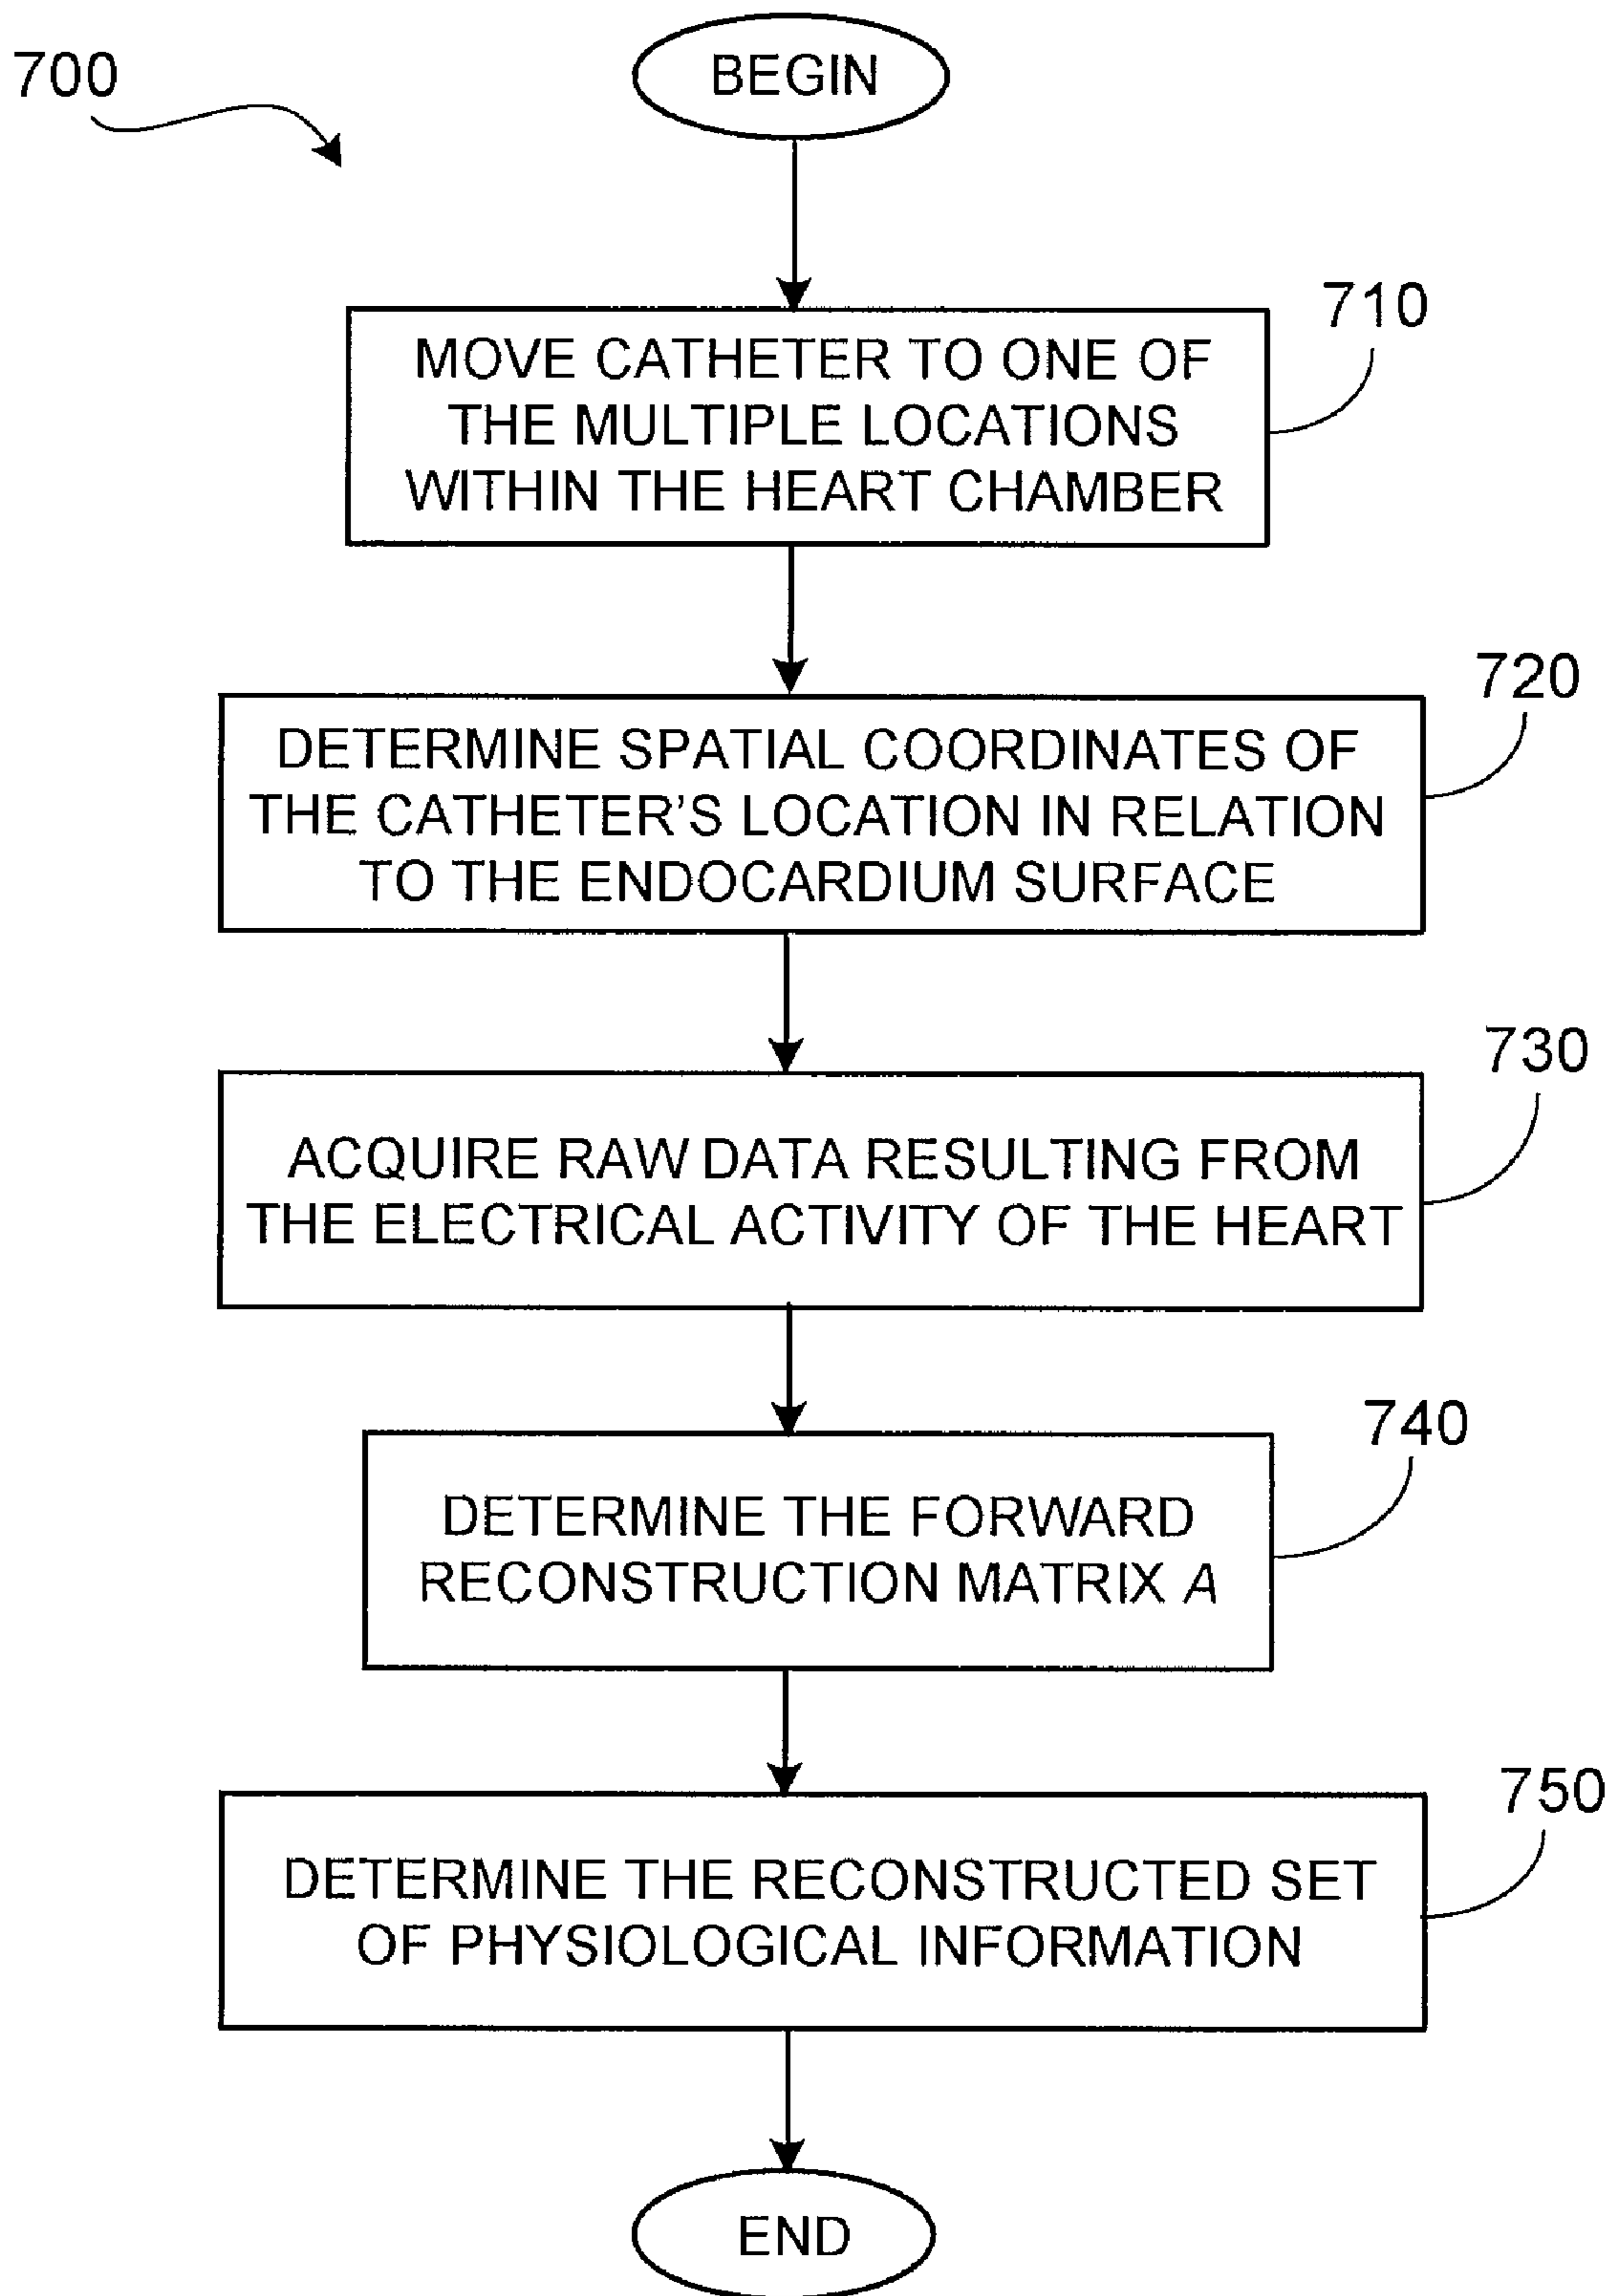 700
BEGIN
710
MOVE CATHETER TO ONE OF
THE MULTIPLE LOCATIONS
WITHIN THE HEART CHAMBER
720
DETERMINE SPATIAL COORDINATES OF
THE CATHETER'S LOCATION IN RELATION
TO THE ENDOCARDIUM SURFACE
730
ACQUIRE RAW DATA RESULTING FROM
THE ELECTRICAL ACTIVITY OF THE HEART
740
DETERMINE THE FORWARD
RECONSTRUCTION MATRIX A
750
DETERMINE THE RECONSTRUCTED SET
OF PHYSIOLOGICAL INFORMATION
END